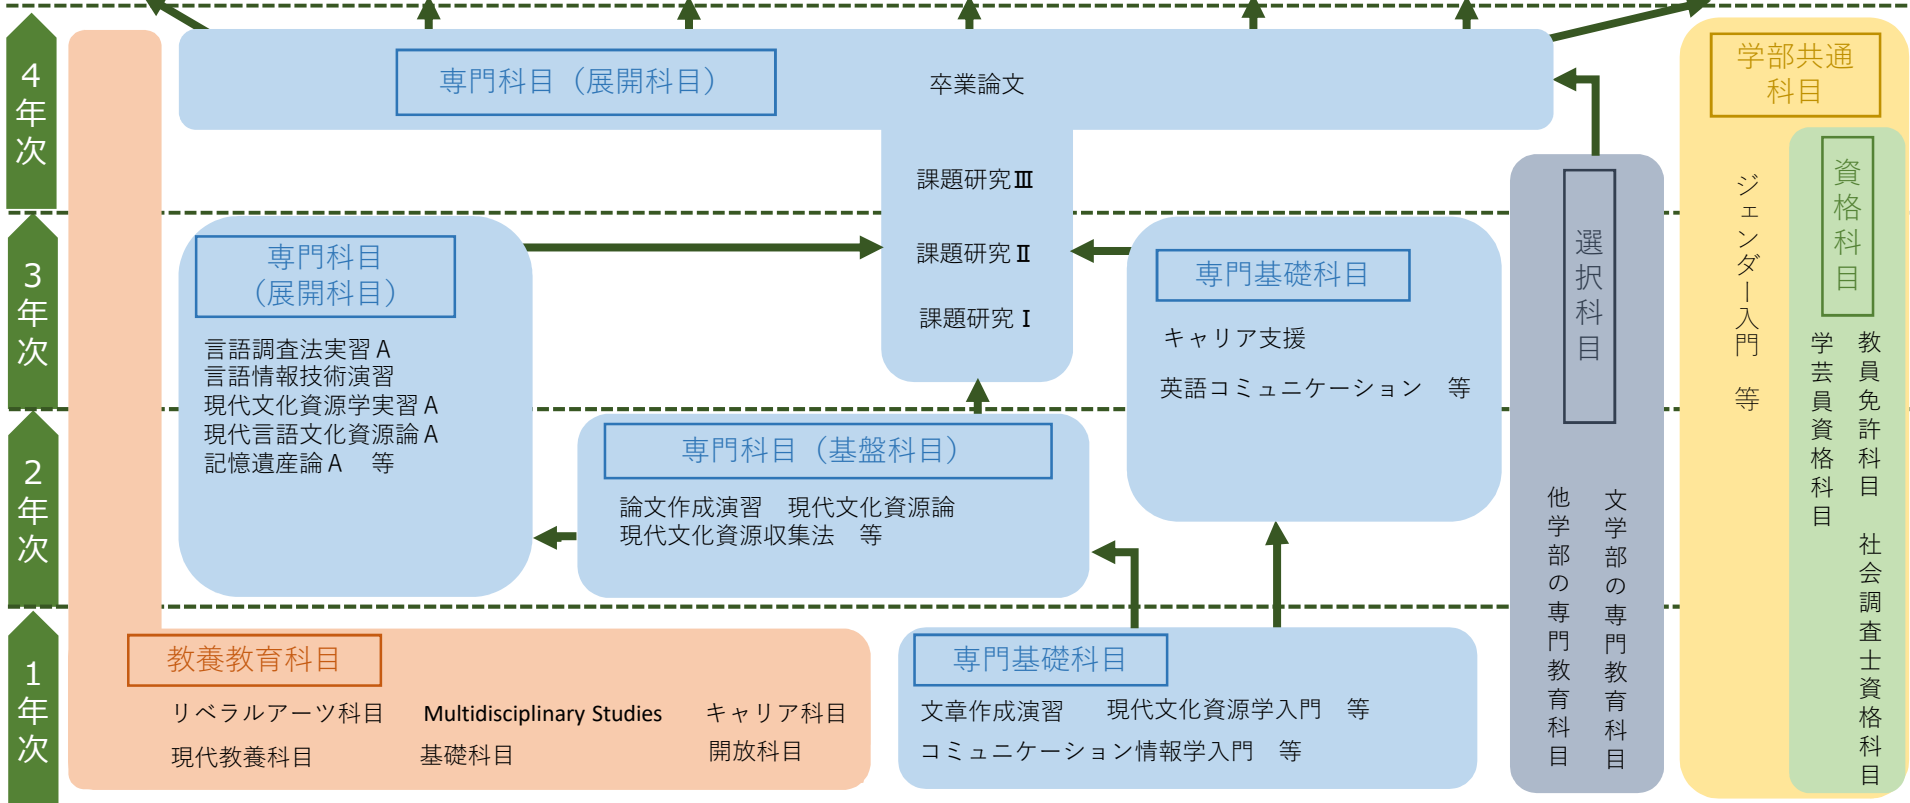 4年次
専門科目（展開科目）
卒業論文
学部共通
科目
課題研究Ⅲ
3年次
専門科目
（展開科目）
言語調査法実習A
言語情報技術演習
現代文化資源学実習A
現代言語文化資源論A
記憶遺産論A　等
課題研究Ⅱ
課題研究Ⅰ
専門基礎科目
キャリア支援
英語コミュニケーション　等
2年次
専門科目（基盤科目）
論文作成演習　現代文化資源論
現代文化資源収集法　等
1年次
教養教育科目
リベラルアーツ科目　Multidisciplinary Studies　キャリア科目
現代教養科目　基礎科目　開放科目
専門基礎科目
文章作成演習　現代文化資源学入門　等
コミュニケーション情報学入門　等
選択科目
文学部の専門教育科目
他学部の専門教育科目
ジェンダー入門　等
資格科目
教員免許科目　社会調査士資格科目
学芸員資格科目